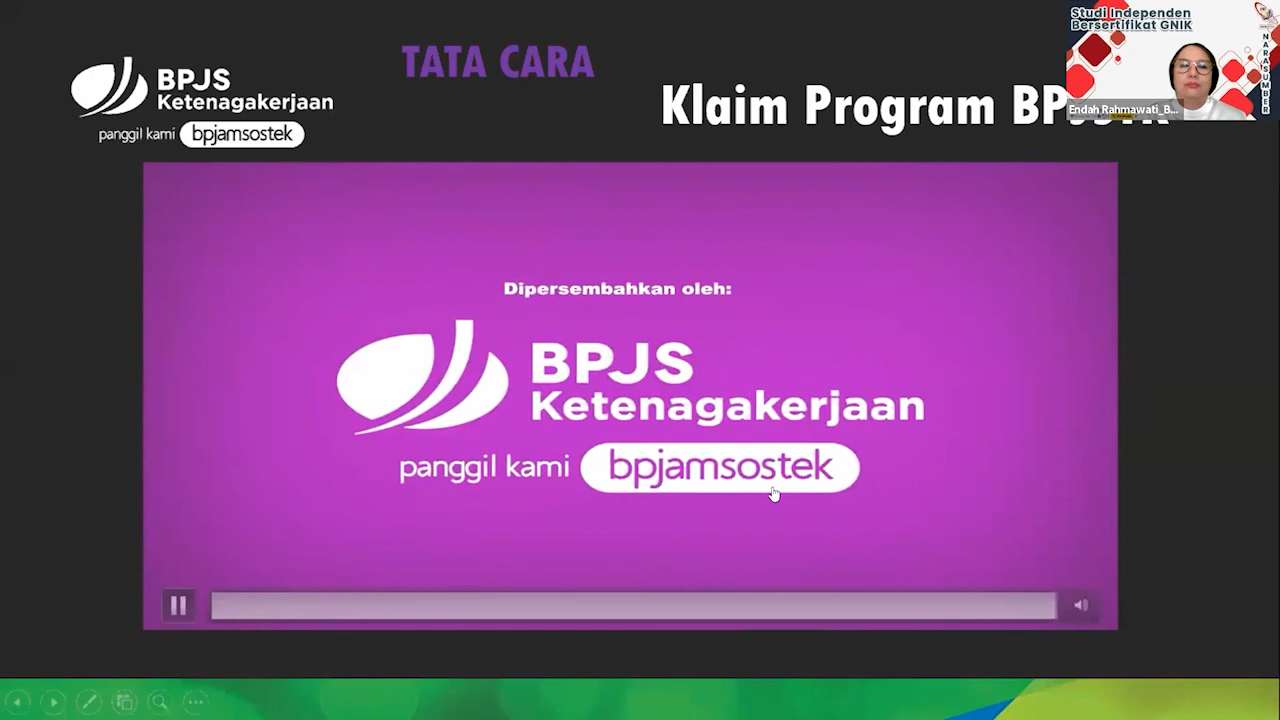 TATA CARA
Klaim Program
BPJS
Ketenagakerjaan
panggil kami bpjamsostek
Studi Independen
Bersertifikat GNIK
NARASUMBER
Endah Rahmawati_B...
Dipersembahkan oleh:
BPJS
Ketenagakerjaan
panggil kami bpjamsostek